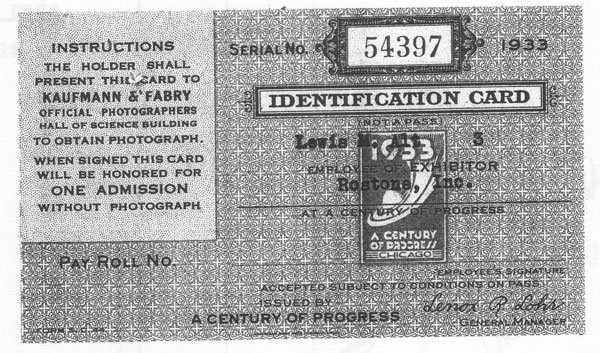 INSTRUCTIONS
THE HOLDER SHALL
PRESENT THIS CARD TO
KAUFMANN & FABRY
OFFICIAL PHOTOGRAPHERS
HALL OF SCIENCE BUILDING
TO OBTAIN PHOTOGRAPH.
WHEN SIGNED THIS CARD
WILL BE HONORED FOR
ONE ADMISSION
WITHOUT PHOTOGRAPH
PAY ROLL NO.
SERIAL NO. 54397 1933
IDENTIFICATION CARD
(NOT A PASS)
Lewis M. Alt 3
1933
EMPLOYEE OF EXHIBITOR
Rostone, Inc.
AT A CENTURY OF PROGRESS
A CENTURY
OF PROGRESS
CHICAGO
EMPLOYEE'S SIGNATURE
ACCEPTED SUBJECT TO CONDITIONS ON PASS
ISSUED BY
A CENTURY OF PROGRESS
Lenox R. Lohr
GENERAL MANAGER